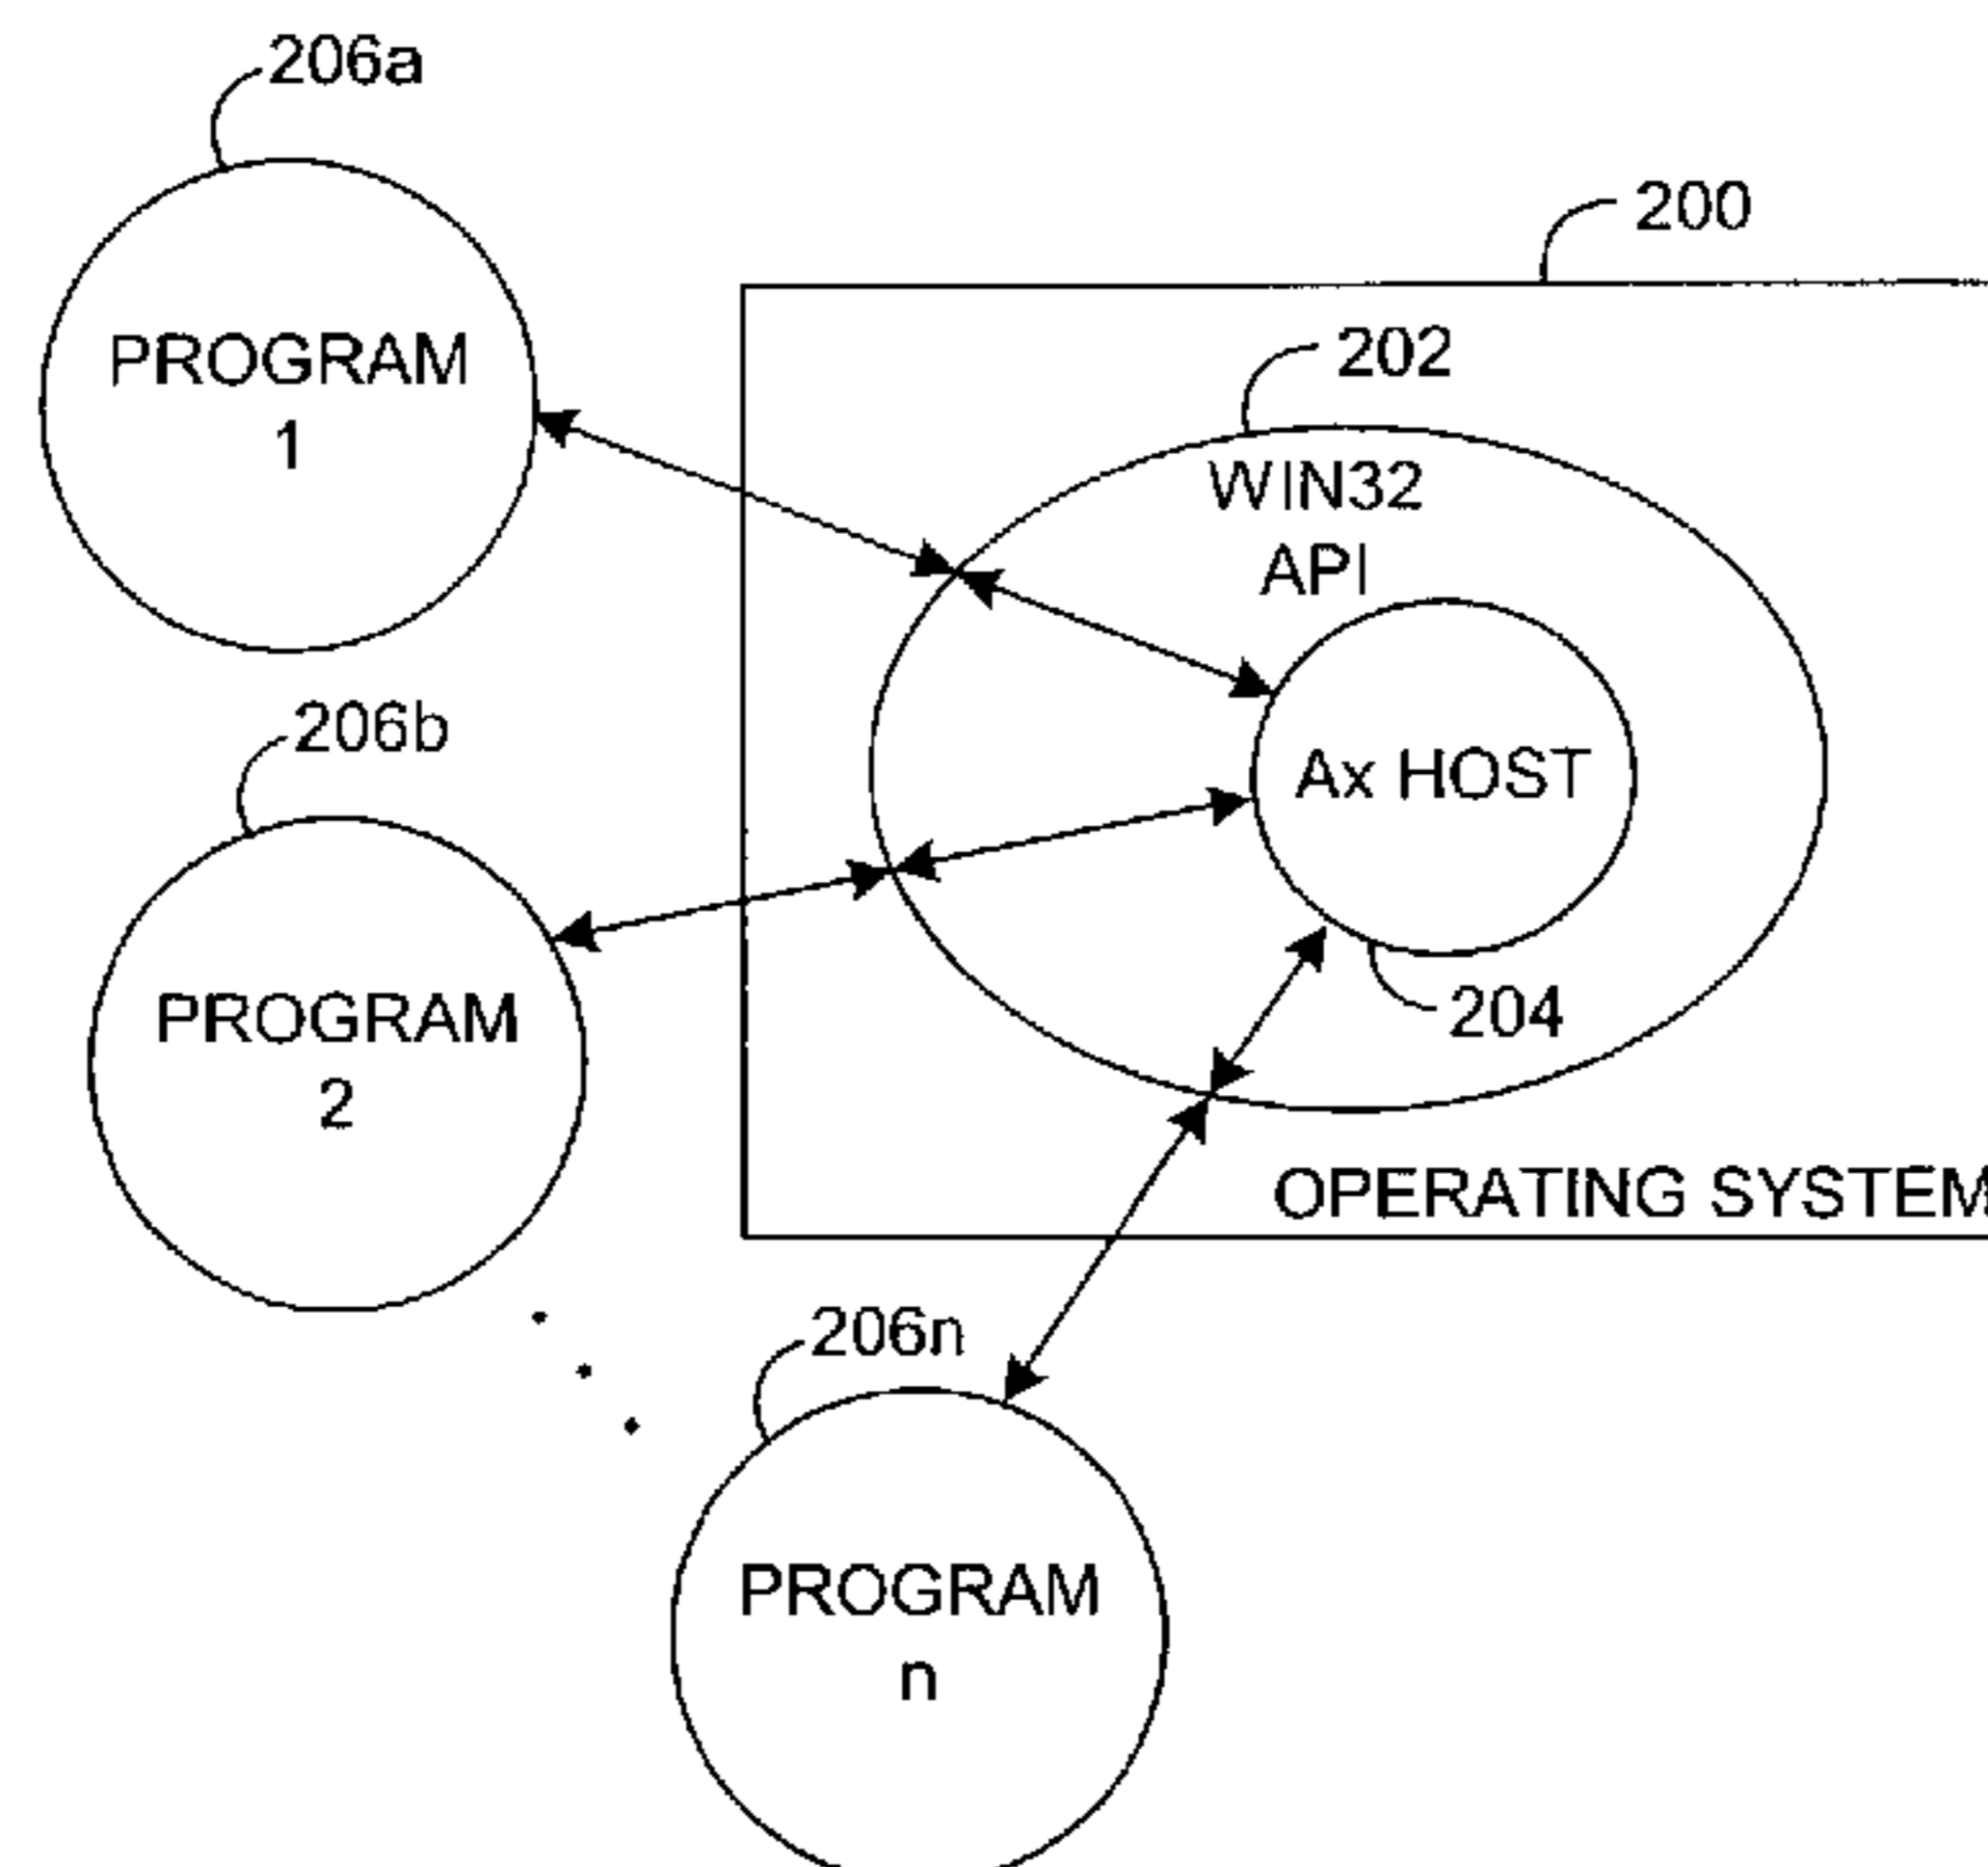 206a
200
PROGRAM
1
202
WIN32
API
206b
Ax HOST
PROGRAM
2
204
OPERATING SYSTEM
206n
PROGRAM
n